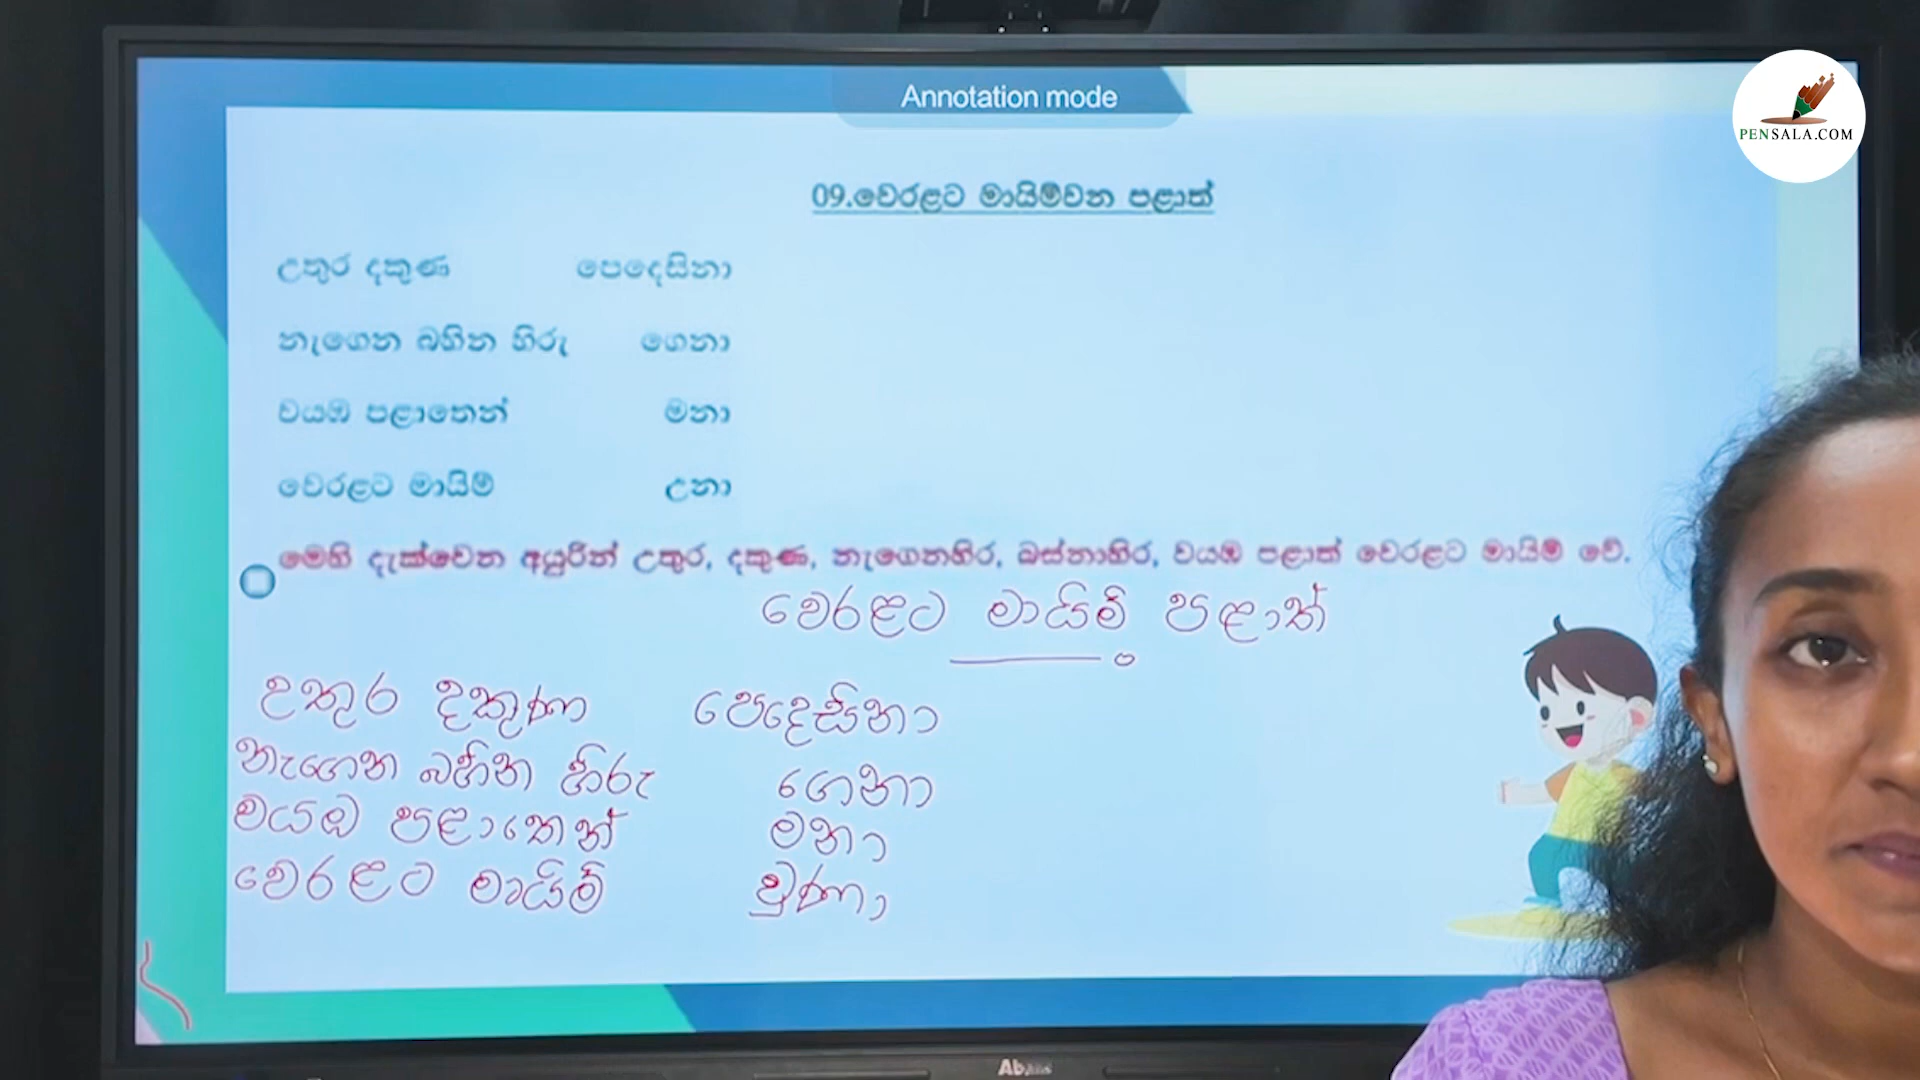 Annotation mode
PENSALA.COM
09.වෙරළට මායිම්වන පළාත්
උතුර දකුණ පෙදෙසිනා
නැගෙන බහින හිරු ගෙනා
වයඹ පළාතෙන් මනා
වෙරළට මායිම් උනා
මෙහි දැක්වෙන අයුරින් උතුර, දකුණ, නැගෙනහිර, බස්නාහිර, වයඹ පළාත් වෙරළට මායිම් වේ.
වෙරළට මායිම් පළාත්
උතුර දකුණ පෙදෙසිනා
නැගෙන බහින හිරු ගෙනා
වයඹ පළාතෙන් මනා
වෙරළට මායිම් වුණා